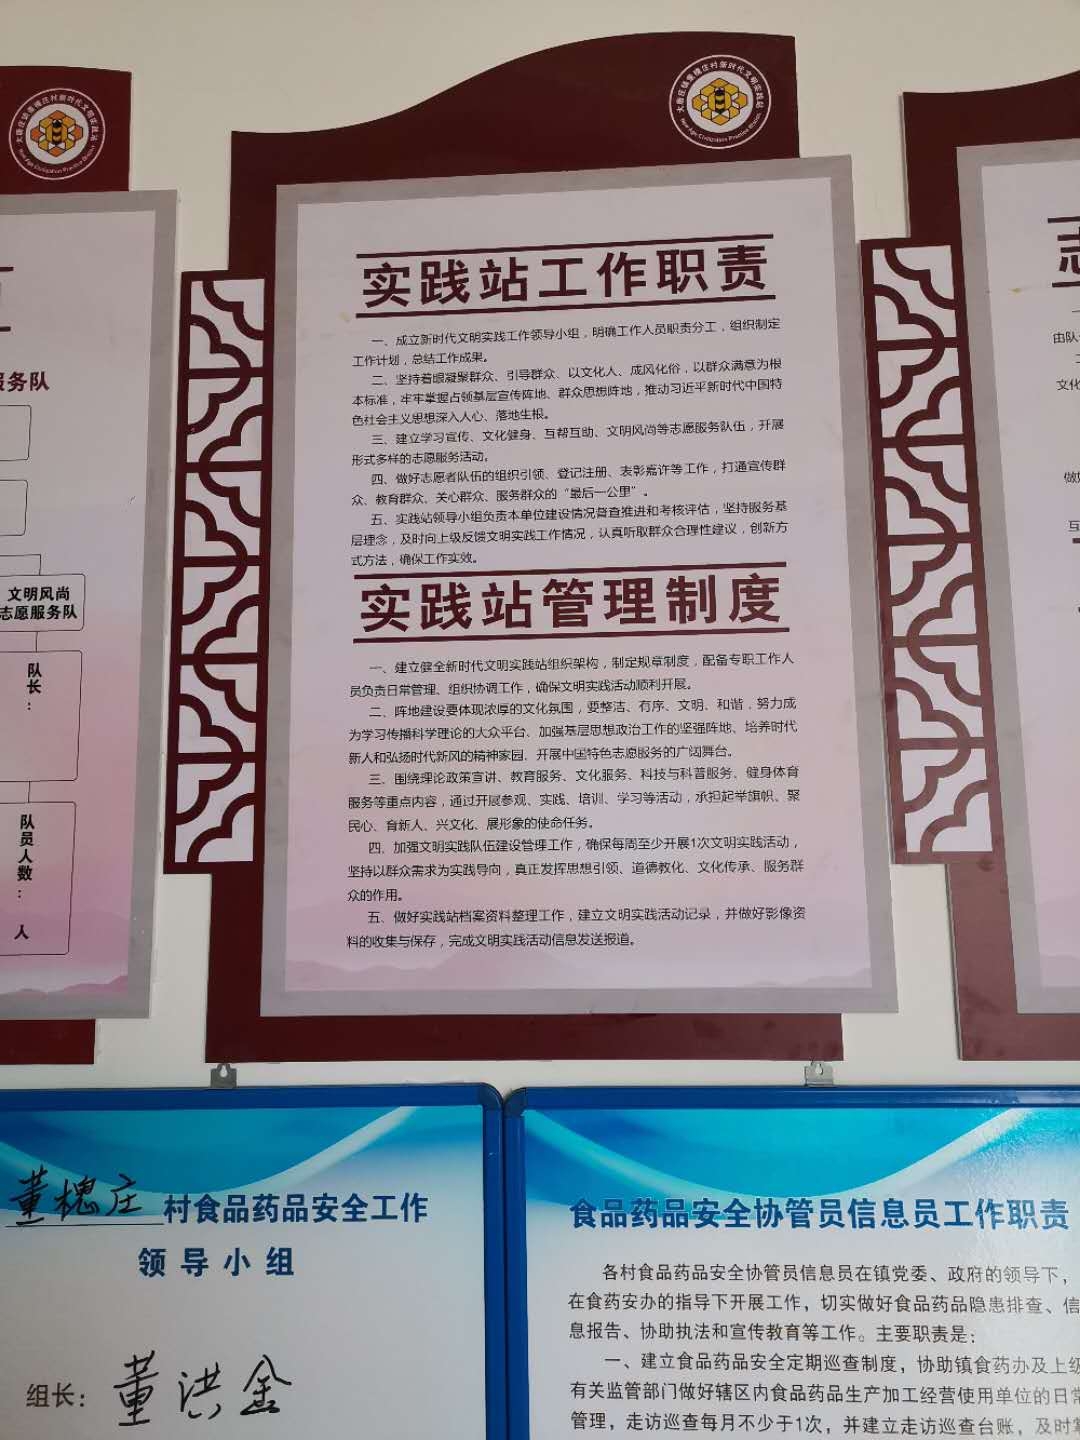 大唐庄镇董槐庄村新时代文明实践站
New Age Civilization Practice Station
实践站工作职责
一、成立新时代文明实践工作领导小组，明确工作人员职责分工，组织制定
工作计划，总结工作成果。
二、坚持着眼凝聚群众、引导群众、以文化人、成风化俗，以群众满意为根
本标准，牢牢掌握占领基层宣传阵地、群众思想阵地，推动习近平新时代中国特
色社会主义思想深入人心、落地生根。
三、建立学习宣传、文化健身、互帮互助、文明风尚等志愿服务队伍，开展
形式多样的志愿服务活动。
四、做好志愿者队伍的组织引领、登记注册、表彰嘉许等工作，打通宣传群
众、教育群众、关心群众、服务群众的“最后一公里”。
五、实践站领导小组负责本单位建设情况督查推进和考核评估，坚持服务基
层理念，及时向上级反馈文明实践工作情况，认真听取群众合理性建议，创新方
式方法，确保工作实效。
实践站管理制度
一、建立健全新时代文明实践站组织架构，制定规章制度，配备专职工作人
员负责日常管理、组织协调工作，确保文明实践活动顺利开展。
二、阵地建设要体现浓厚的文化氛围，要整洁、有序、文明、和谐，努力成
为学习传播科学理论的大众平台、加强基层思想政治工作的坚强阵地、培养时代
新人和弘扬时代新风的精神家园、开展中国特色志愿服务的广阔舞台。
三、围绕理论政策宣讲、教育服务、文化服务、科技与科普服务、健身体育
服务等重点内容，通过开展参观、实践、培训、学习等活动，承担起举旗帜、聚
民心、育新人、兴文化、展形象的使命任务。
四、加强文明实践队伍建设管理工作，确保每周至少开展1次文明实践活动，
坚持以群众需求为实践导向，真正发挥思想引领、道德教化、文化传承、服务群
众的作用。
五、做好实践站档案资料整理工作，建立文明实践活动记录，并做好影像资
料的收集与保存，完成文明实践活动信息发送报道。
服务队
文明风尚
志愿服务队
队长：
队员人数： 人
志
由队
文化
做好
互
董槐庄村食品药品安全工作
领导小组
组长：董洪金
食品药品安全协管员信息员工作职责
各村食品药品安全协管员信息员在镇党委、政府的领导下，
在食药安办的指导下开展工作，切实做好食品药品隐患排查、信
息报告、协助执法和宣传教育等工作。主要职责是：
一、建立食品药品安全定期巡查制度，协助镇食药办及上级
有关监管部门做好辖区内食品药品生产加工经营使用单位的日常
管理，走访巡查每月不少于1次，并建立走访巡查台账，及时掌